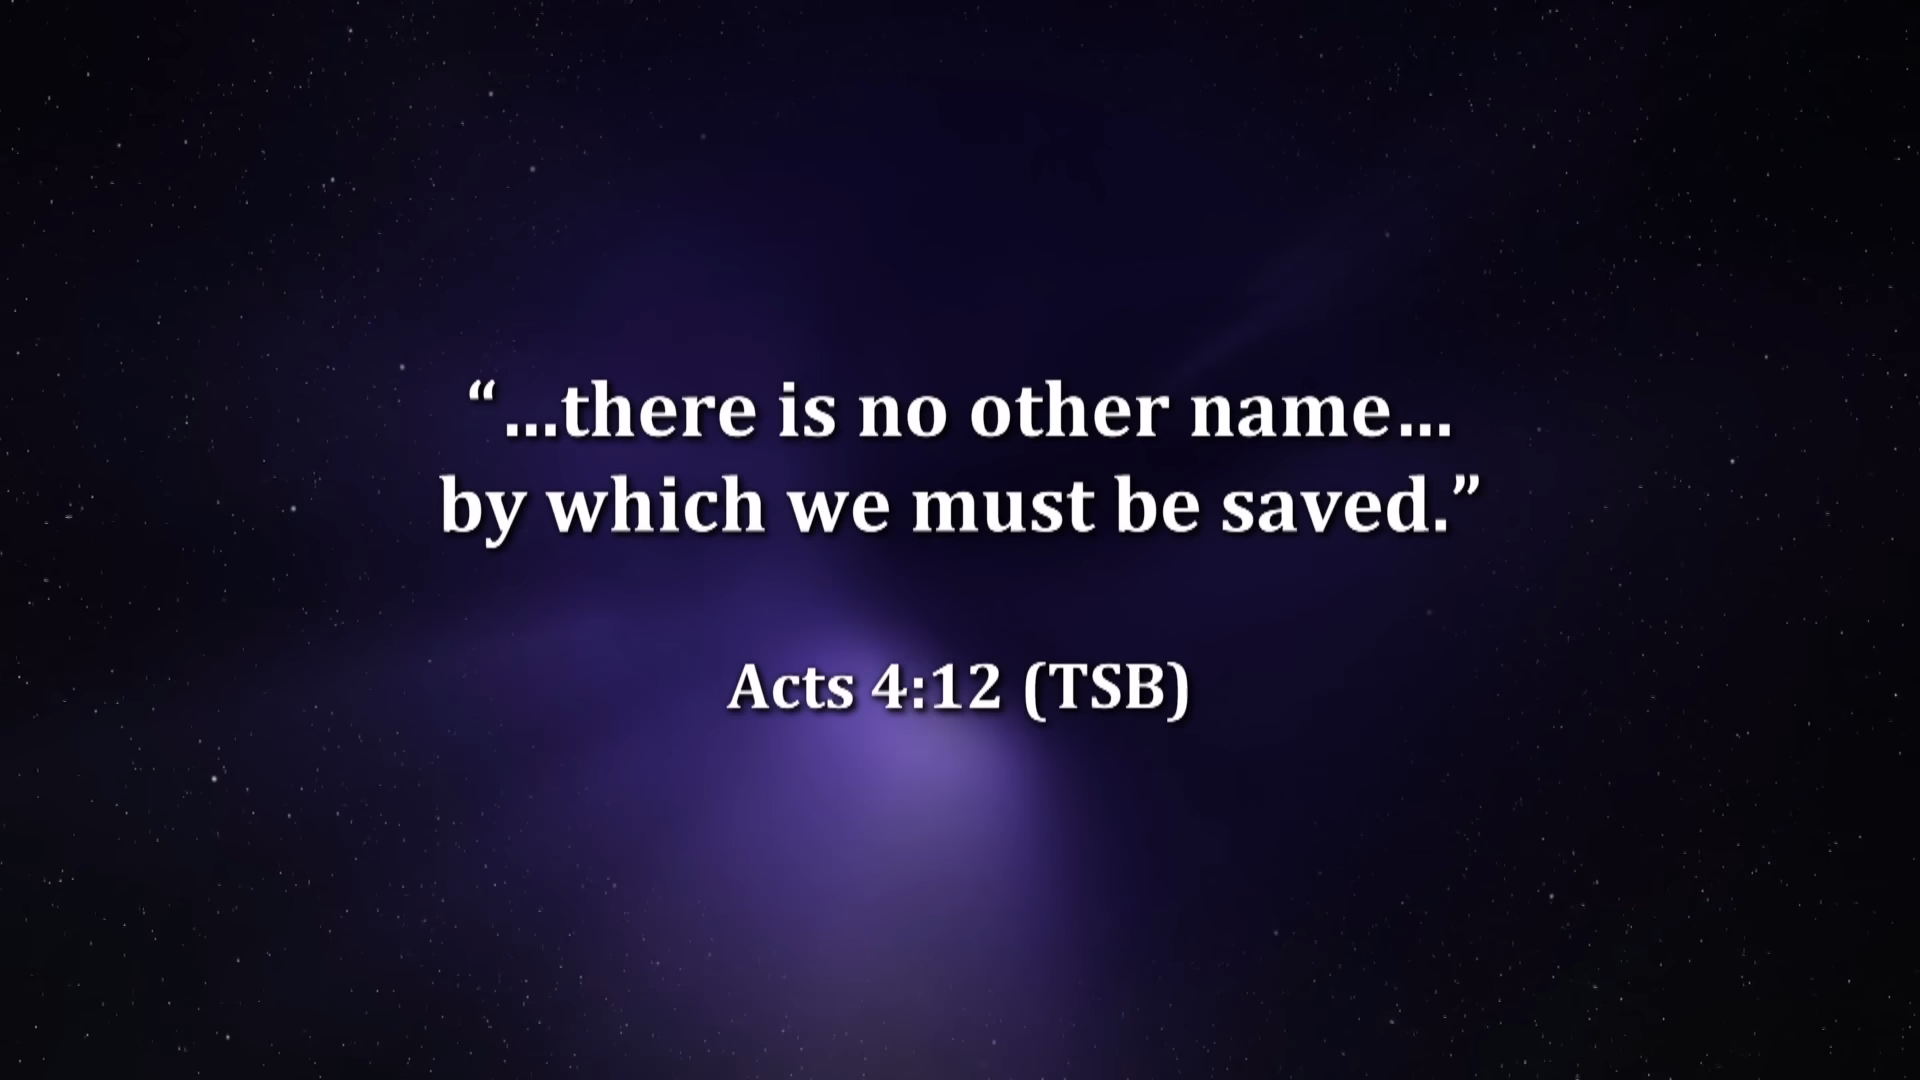 “ ...there is no other name...
by which we must be saved.”
Acts 4:12 (TSB)